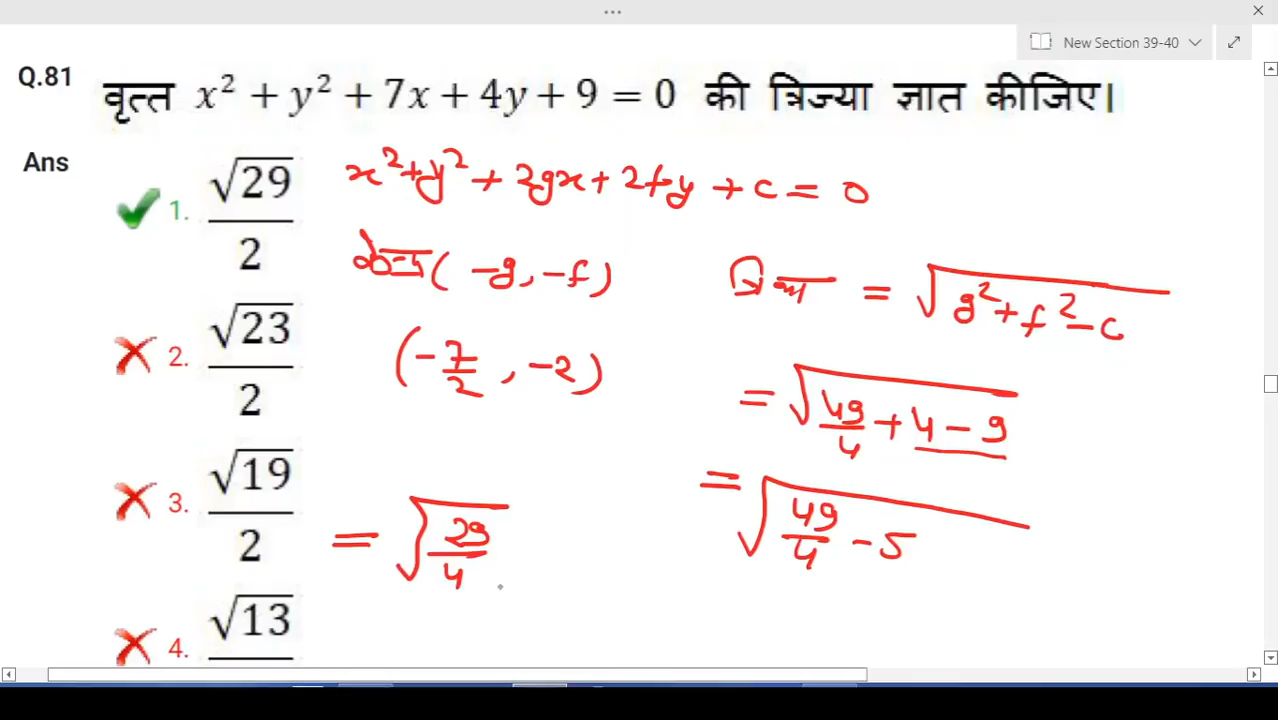 New Section 39-40
Q.81 वृत्त x² + y² + 7x + 4y + 9 = 0 की त्रिज्या ज्ञात कीजिए।
Ans
1. √29/2
2. √23/2
3. √19/2
4. √13
x² + y² + 2gx + 2fy + c = 0
केन्द्र (-g, -f)
(-7/2, -2)
त्रिज्या = √(g² + f² - c)
= √(49/4 + 4 - 9)
= √(49/4 - 5)
= √(29/4)